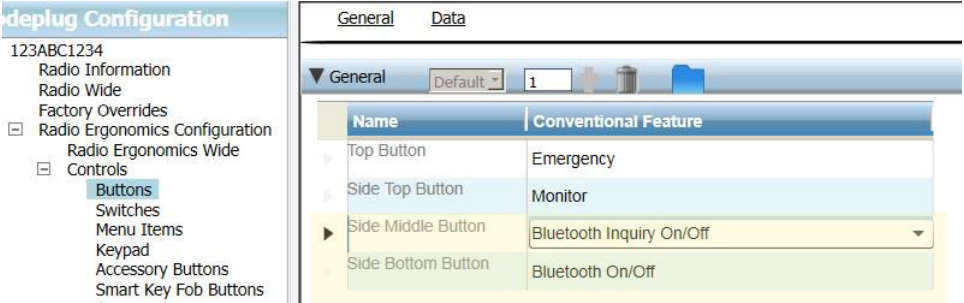 odeplug Configuration
123ABC1234
Radio Information
Radio Wide
Factory Overrides
Radio Ergonomics Configuration
Radio Ergonomics Wide
Controls
Buttons
Switches
Menu Items
Keypad
Accessory Buttons
Smart Key Fob Buttons
General Data
General Default 1
Name Conventional Feature
Top Button Emergency
Side Top Button Monitor
Side Middle Button Bluetooth Inquiry On/Off
Side Bottom Button Bluetooth On/Off